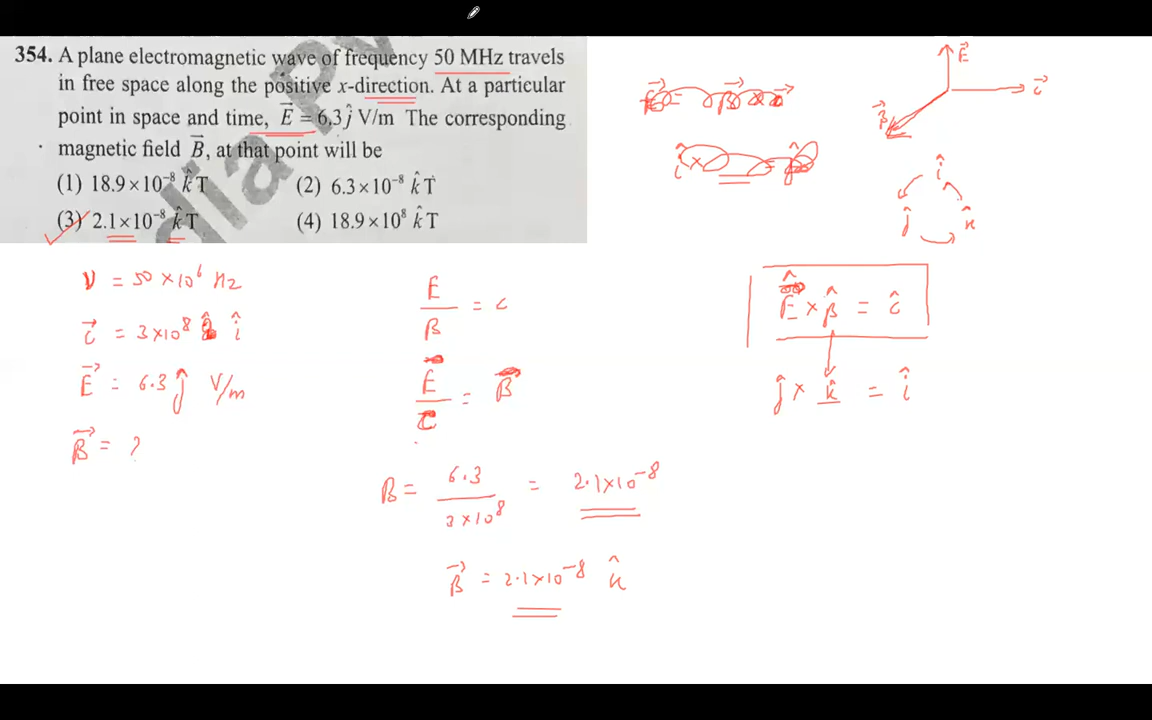 354. A plane electromagnetic wave of frequency 50 MHz travels
in free space along the positive x-direction. At a particular
point in space and time, E⃗ = 6.3 ĵ V/m The corresponding
magnetic field B⃗, at that point will be
(1) 18.9×10⁻⁸ k̂ T (2) 6.3×10⁻⁸ k̂ T
(3) 2.1×10⁻⁸ k̂ T (4) 18.9×10⁸ k̂ T
dia Pv
ν = 50 × 10⁶ Hz
c⃗ = 3×10⁸ î
E⃗ = 6.3 ĵ V/m
B⃗ = ?
E/B = c
E/C = B
B = 6.3/3×10⁸ = 2.1×10⁻⁸
B⃗ = 2.1×10⁻⁸ k̂
E⃗
c⃗
B⃗
î
ĵ k̂
Ê × B̂ = ĉ
ĵ × k̂ = î